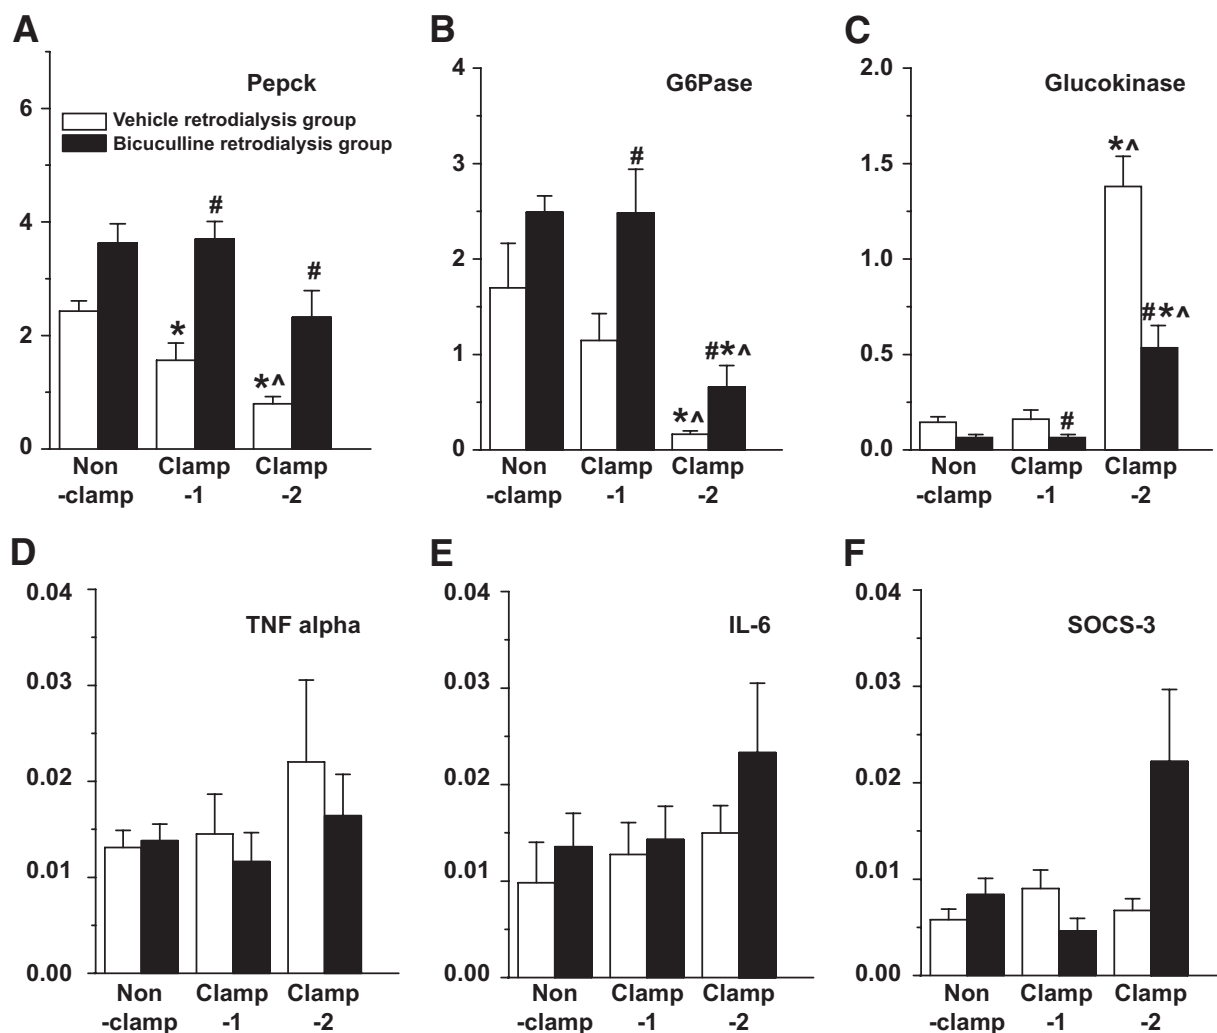 A
Pepck
Vehicle retrodialysis group
Bicuculline retrodialysis group
6
4
2
0
#
#
*
*^
Non
-clamp
Clamp
-1
Clamp
-2
B
G6Pase
4
3
2
1
0
#
#*^
*^
Non
-clamp
Clamp
-1
Clamp
-2
C
Glucokinase
2.0
1.5
1.0
0.5
0.0
*^
#*^
#
Non
-clamp
Clamp
-1
Clamp
-2
D
TNF alpha
0.04
0.03
0.02
0.01
0.00
Non
-clamp
Clamp
-1
Clamp
-2
E
IL-6
0.04
0.03
0.02
0.01
0.00
Non
-clamp
Clamp
-1
Clamp
-2
F
SOCS-3
0.04
0.03
0.02
0.01
0.00
Non
-clamp
Clamp
-1
Clamp
-2